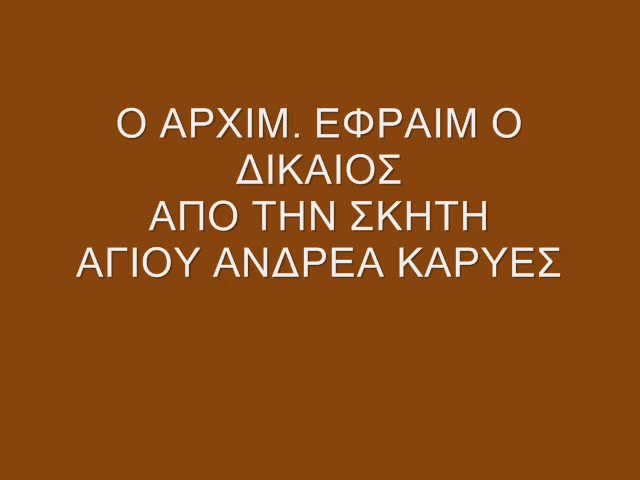 Ο ΑΡΧΙΜ. ΕΦΡΑΙΜ Ο
ΔΙΚΑΙΟΣ
ΑΠΟ ΤΗΝ ΣΚΗΤΗ
ΑΓΙΟΥ ΑΝΔΡΕΑ ΚΑΡΥΕΣ